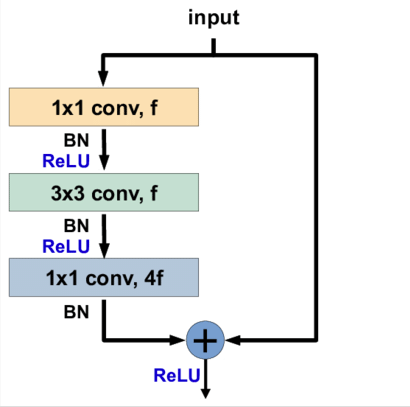 input
1x1 conv, f
BN
ReLU
3x3 conv, f
BN
ReLU
1x1 conv, 4f
BN
+
ReLU